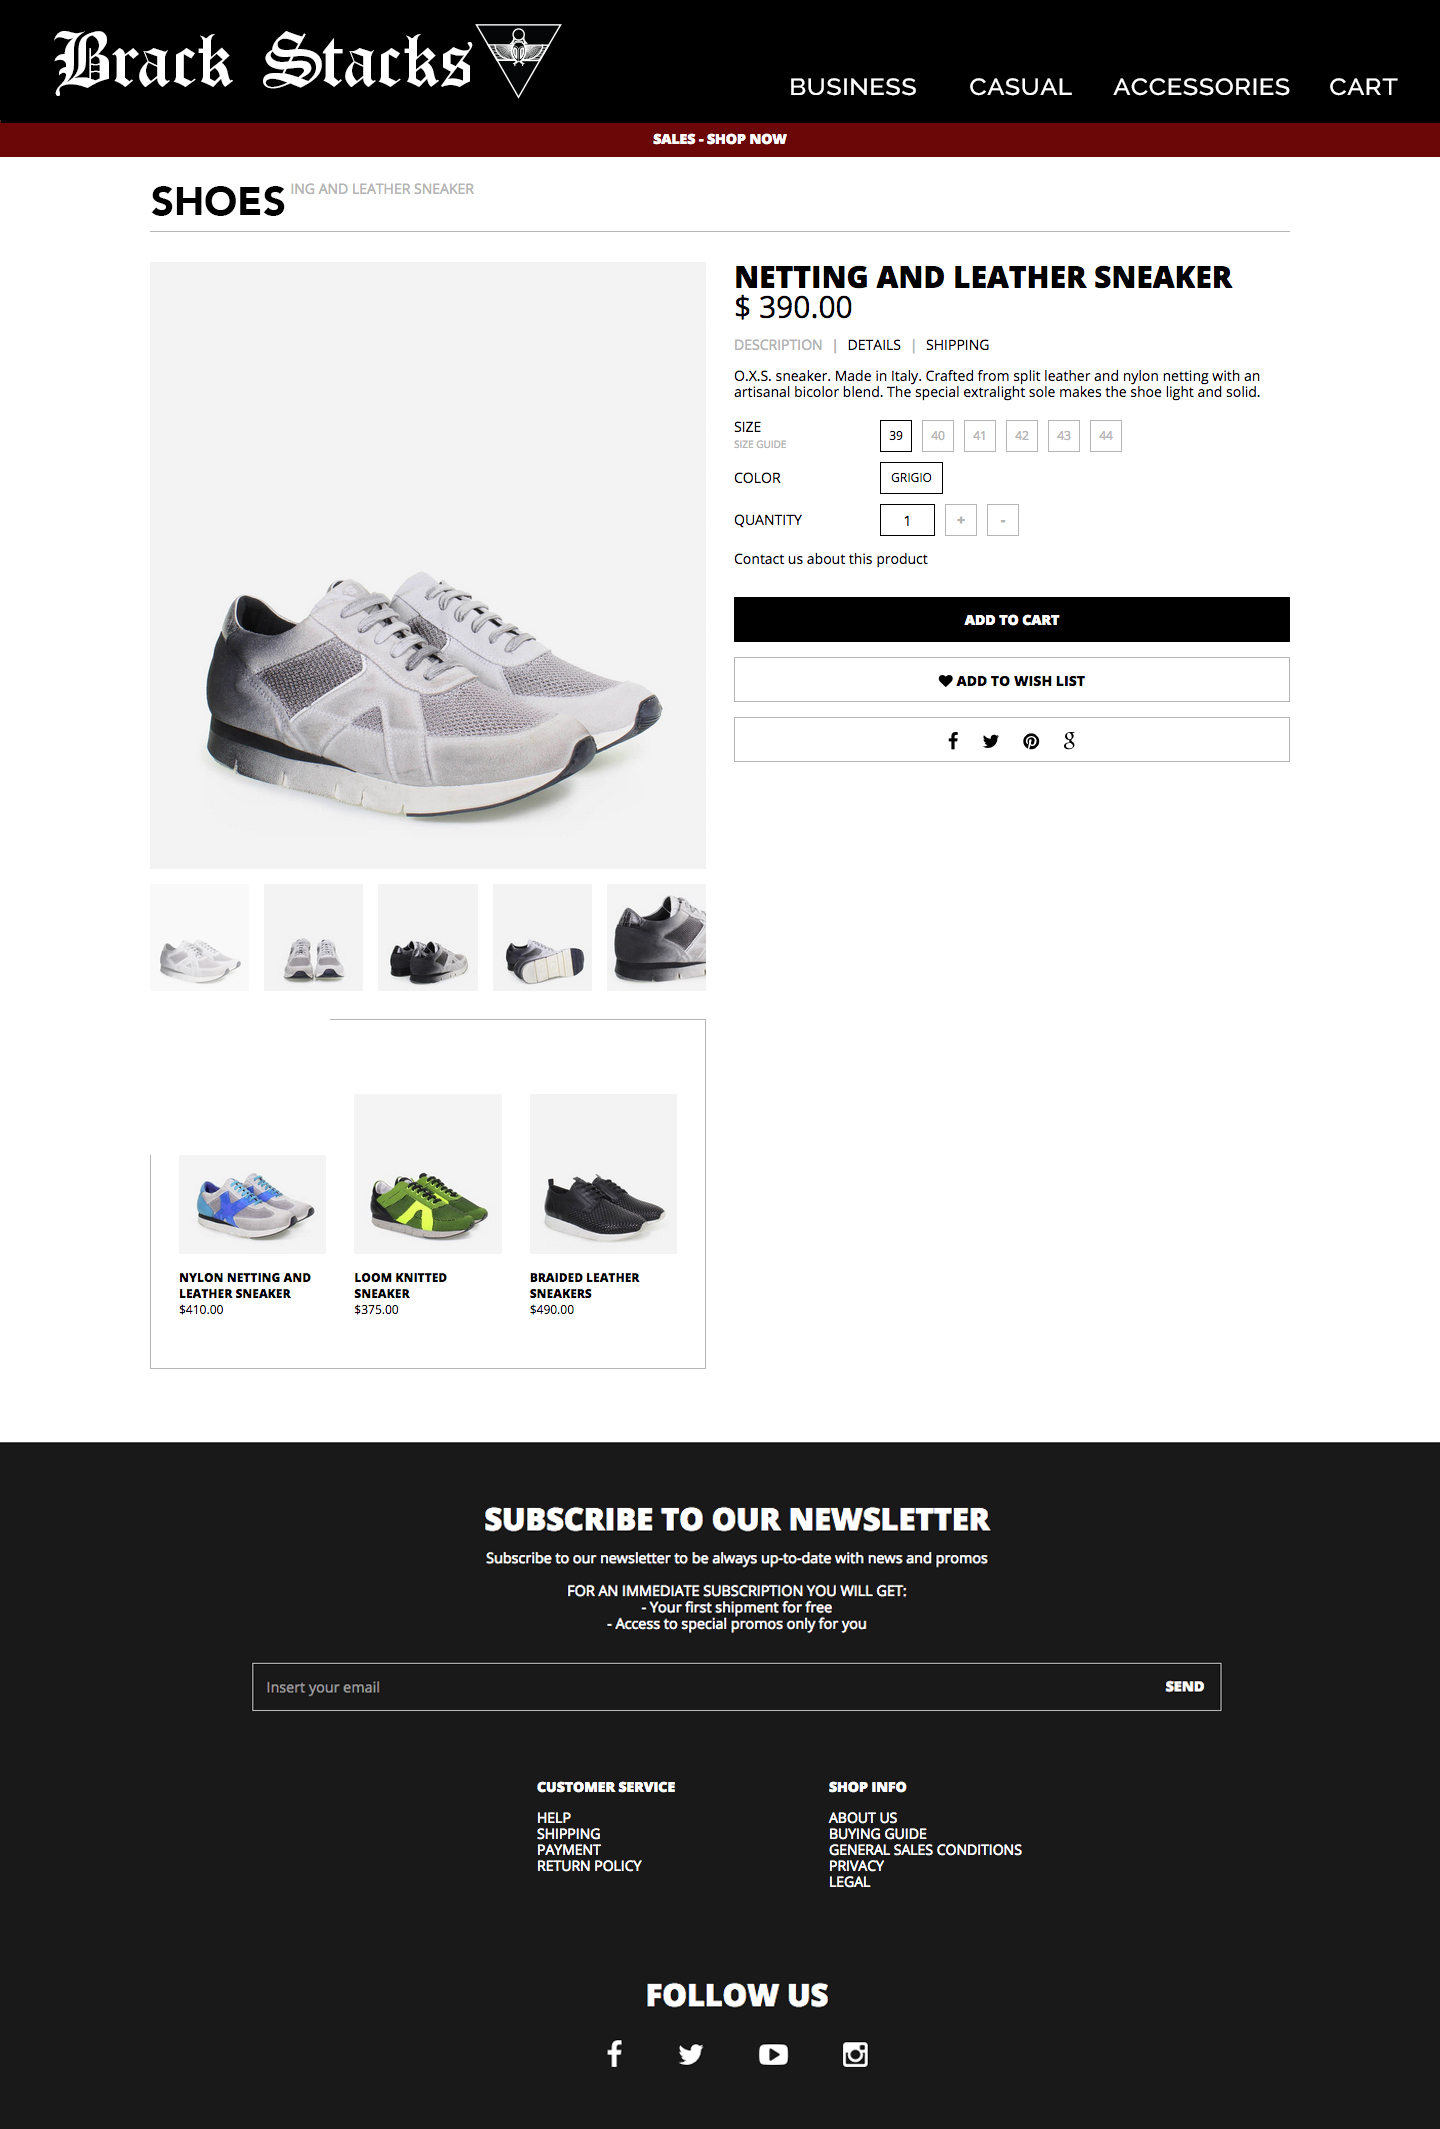 Brack Stacks
BUSINESS CASUAL ACCESSORIES CART
SALES - SHOP NOW
SHOES ING AND LEATHER SNEAKER
NETTING AND LEATHER SNEAKER
$ 390.00
DESCRIPTION | DETAILS | SHIPPING
O.X.S. sneaker. Made in Italy. Crafted from split leather and nylon netting with an
artisanal bicolor blend. The special extralight sole makes the shoe light and solid.
SIZE 39 40 41 42 43 44
SIZE GUIDE
COLOR GRIGIO
QUANTITY 1 + -
Contact us about this product
ADD TO CART
ADD TO WISH LIST
NYLON NETTING AND
LEATHER SNEAKER
$410.00
LOOM KNITTED
SNEAKER
$375.00
BRAIDED LEATHER
SNEAKERS
$490.00
SUBSCRIBE TO OUR NEWSLETTER
Subscribe to our newsletter to be always up-to-date with news and promos
FOR AN IMMEDIATE SUBSCRIPTION YOU WILL GET:
- Your first shipment for free
- Access to special promos only for you
Insert your email SEND
CUSTOMER SERVICE
HELP
SHIPPING
PAYMENT
RETURN POLICY
SHOP INFO
ABOUT US
BUYING GUIDE
GENERAL SALES CONDITIONS
PRIVACY
LEGAL
FOLLOW US